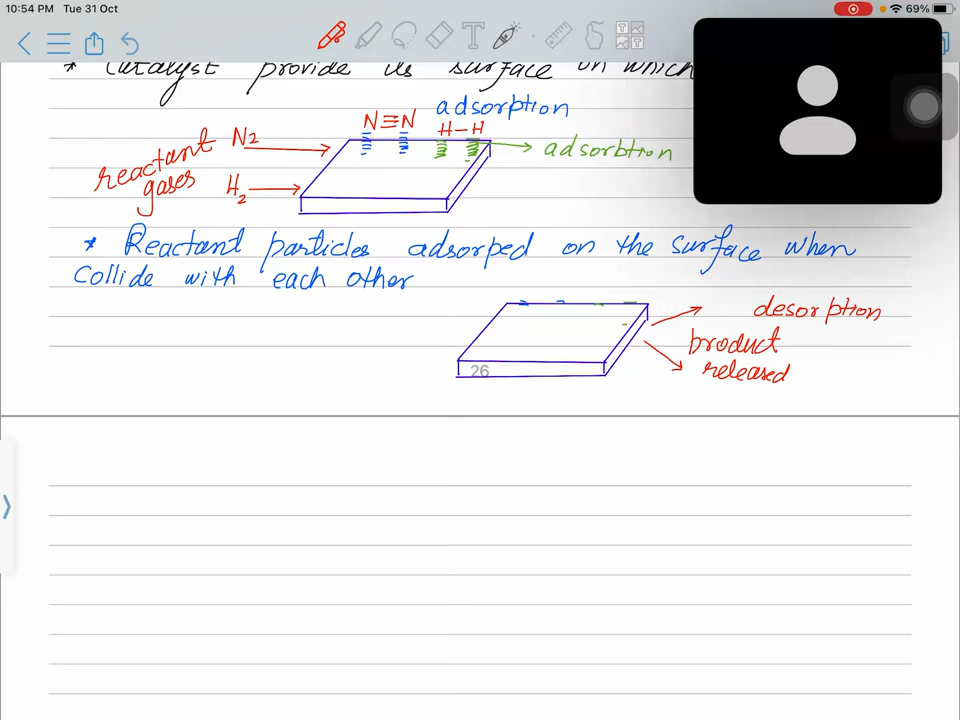 10:54 PM Tue 31 Oct
69%
* Catalyst provide its surface on which
adsorption
N≡N
H-H
reactant gases
N2
H2
adsorbtion
* Reactant particles adsorped on the surface when
Collide with each other
desorption
product
released
26